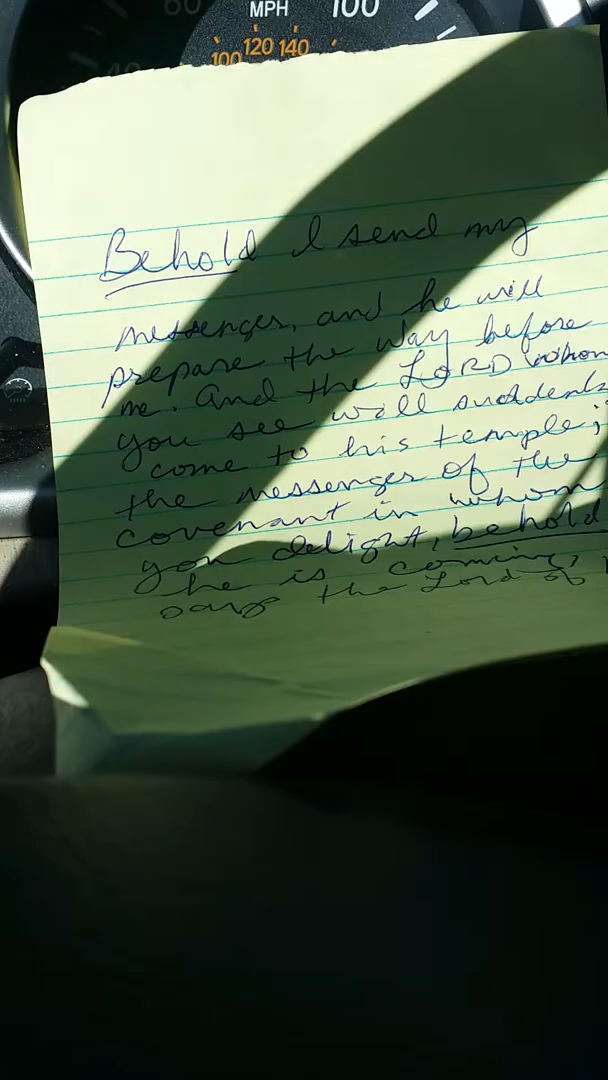 60 MPH 100
100 120 140
Behold I send my
messenger, and he will
prepare the way before
me. And the LORD whom
you see will suddenly
come to his temple;
the messenger of the
covenant in whom
you delight, behold
he is coming,
says the Lord of